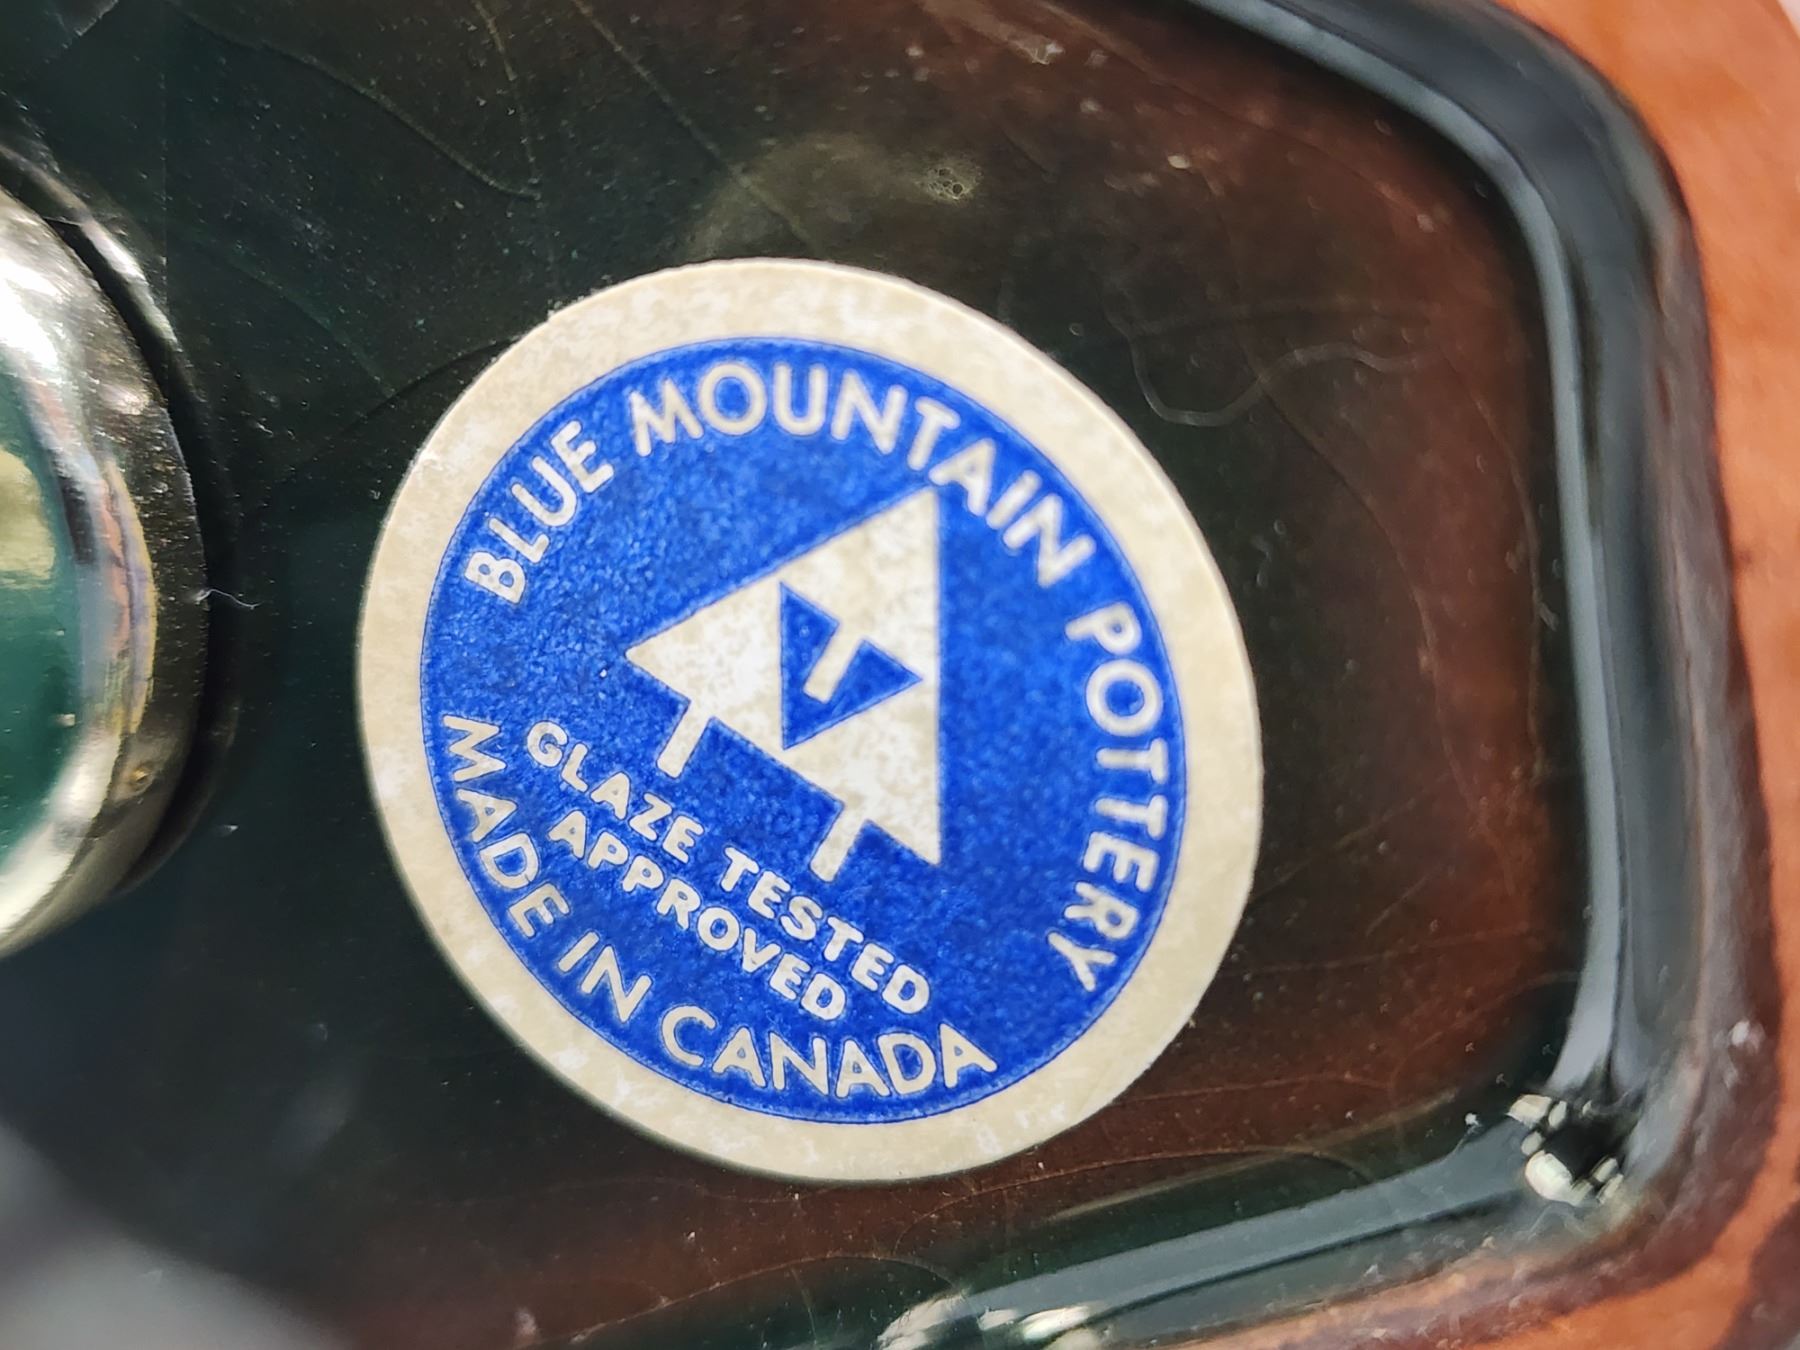 BLUE MOUNTAIN POTTERY
GLAZE TESTED
APPROVED
MADE IN CANADA